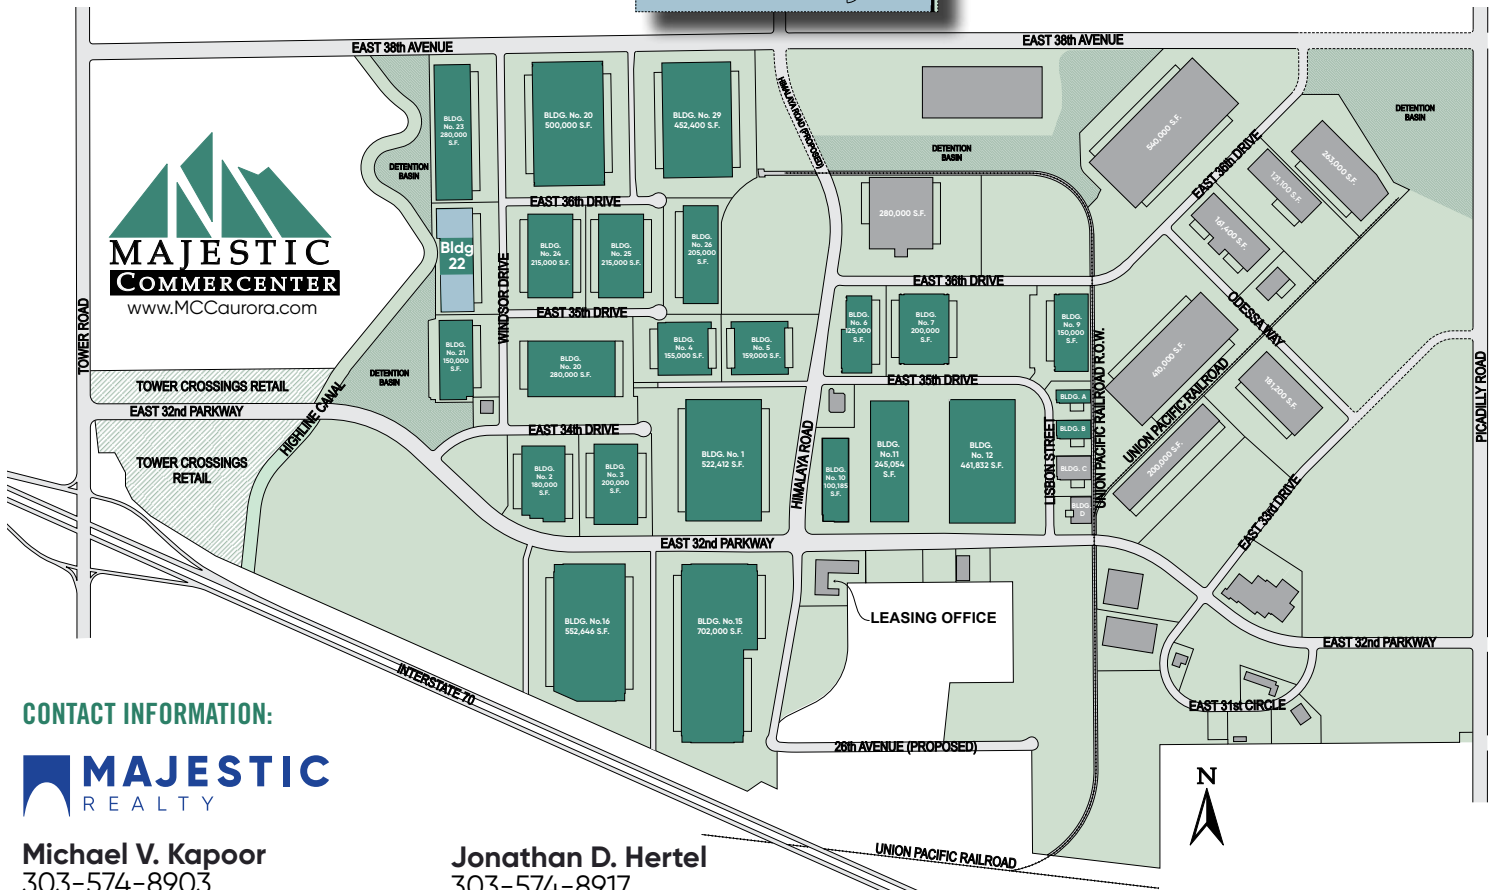 EAST 38th AVENUE
EAST 38th AVENUE
BLDG.
No. 23
280,000
S.F.
BLDG. No. 20
500,000 S.F.
BLDG. No. 29
452,400 S.F.
HIMALAYA ROAD (PROPOSED)
DETENTION
BASIN
DETENTION
BASIN
DETENTION
BASIN
540,000 S.F.
EAST 36th DRIVE
121,100 S.F.
263,000 S.F.
161,400 S.F.
280,000 S.F.
MAJESTIC
COMMERCENTER
www.MCCaurora.com
EAST 36th DRIVE
Bldg
22
BLDG.
No. 24
215,000 S.F.
BLDG.
No. 25
215,000 S.F.
BLDG.
No. 26
205,000
S.F.
WINDSOR DRIVE
EAST 36th DRIVE
EAST 35th DRIVE
TOWER ROAD
BLDG.
No. 21
150,000
S.F.
BLDG.
No. 20
280,000 S.F.
BLDG.
No. 4
155,000 S.F.
BLDG.
No. 5
159,000 S.F.
BLDG.
No. 6
125,000
S.F.
BLDG.
No. 7
200,000
S.F.
BLDG.
No. 9
150,000
S.F.
ODESSA WAY
430,000 S.F.
181,200 S.F.
UNION PACIFIC RAILROAD
UNION PACIFIC RAILROAD R.O.W.
PICADILLY ROAD
DETENTION
BASIN
TOWER CROSSINGS RETAIL
EAST 32nd PARKWAY
HIGHLINE CANAL
EAST 35th DRIVE
BLDG. A
BLDG. B
BLDG. C
BLDG.
D
LISBON STREET
EAST 34th DRIVE
TOWER CROSSINGS
RETAIL
BLDG.
No. 2
180,000
S.F.
BLDG.
No. 3
200,000
S.F.
BLDG. No. 1
522,412 S.F.
HIMALAYA ROAD
BLDG.
No. 10
100,185
S.F.
BLDG.
No.11
245,054
S.F.
BLDG.
No. 12
461,832 S.F.
200,000 S.F.
EAST 33rd DRIVE
EAST 32nd PARKWAY
BLDG. No.16
552,646 S.F.
BLDG. No.15
702,000 S.F.
LEASING OFFICE
EAST 32nd PARKWAY
INTERSTATE 70
EAST 31st CIRCLE
26th AVENUE (PROPOSED)
N
UNION PACIFIC RAILROAD
CONTACT INFORMATION:
MAJESTIC
REALTY
Michael V. Kapoor
303-574-8903
Jonathan D. Hertel
303-574-8917